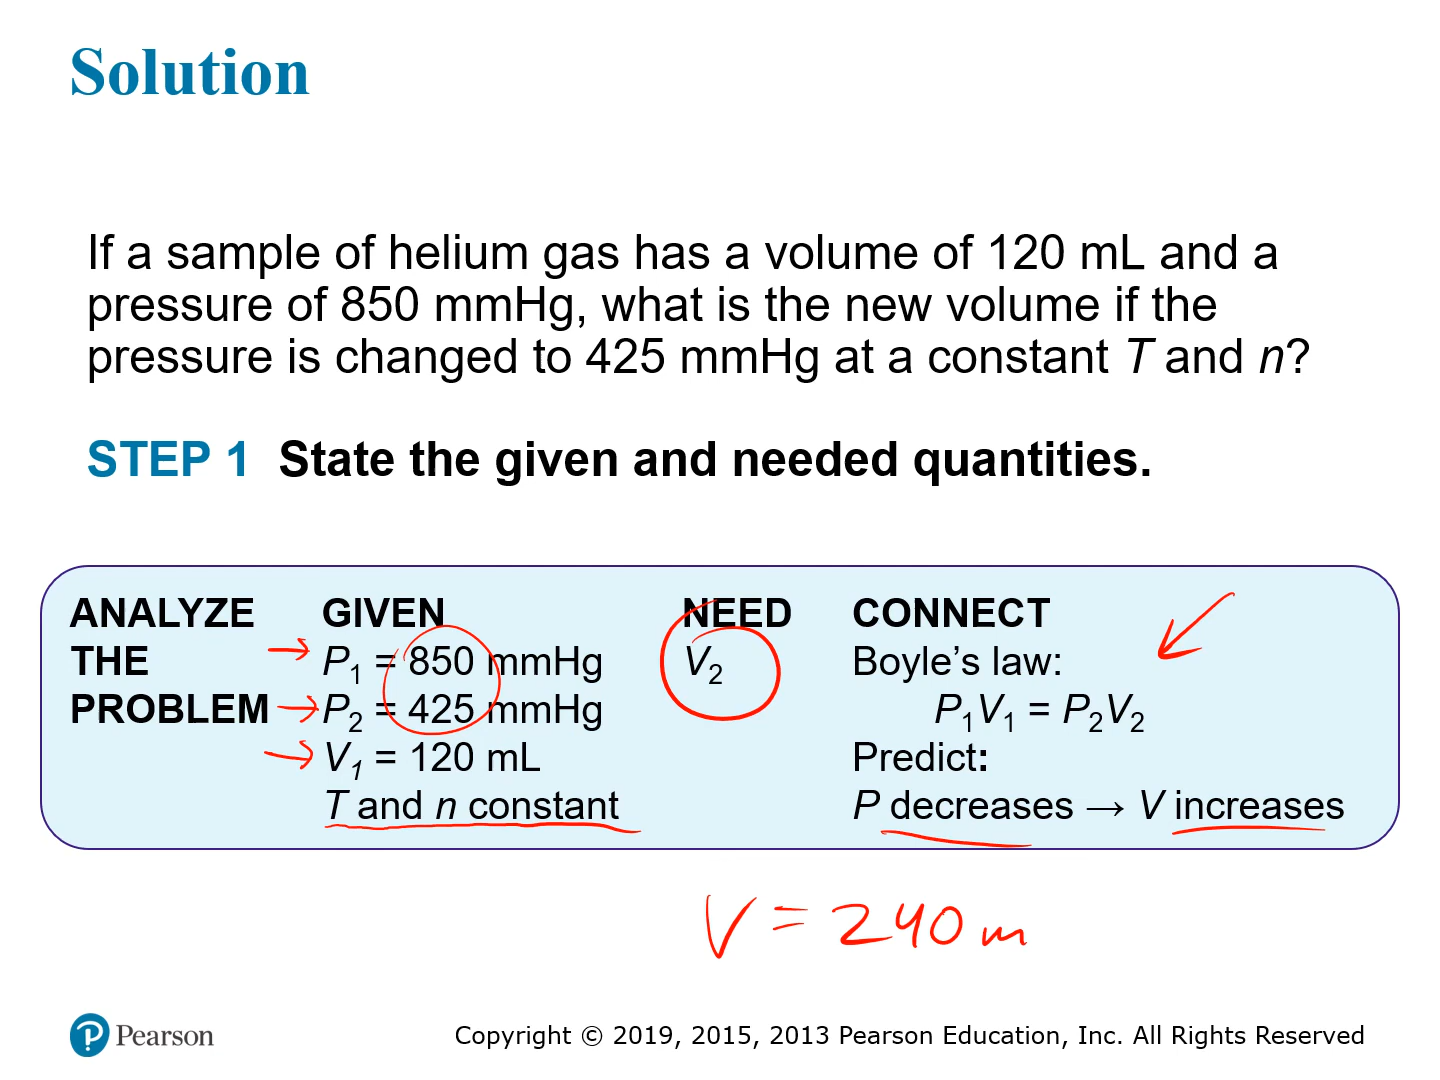 Solution
If a sample of helium gas has a volume of 120 mL and a
pressure of 850 mmHg, what is the new volume if the
pressure is changed to 425 mmHg at a constant T and n?
STEP 1 State the given and needed quantities.
ANALYZE THE PROBLEM
GIVEN
P₁ = 850 mmHg
P₂ = 425 mmHg
V₁ = 120 mL
T and n constant
NEED
V₂
CONNECT
Boyle’s law:
P₁V₁ = P₂V₂
Predict:
P decreases → V increases
V = 240 m
Pearson
Copyright © 2019, 2015, 2013 Pearson Education, Inc. All Rights Reserved